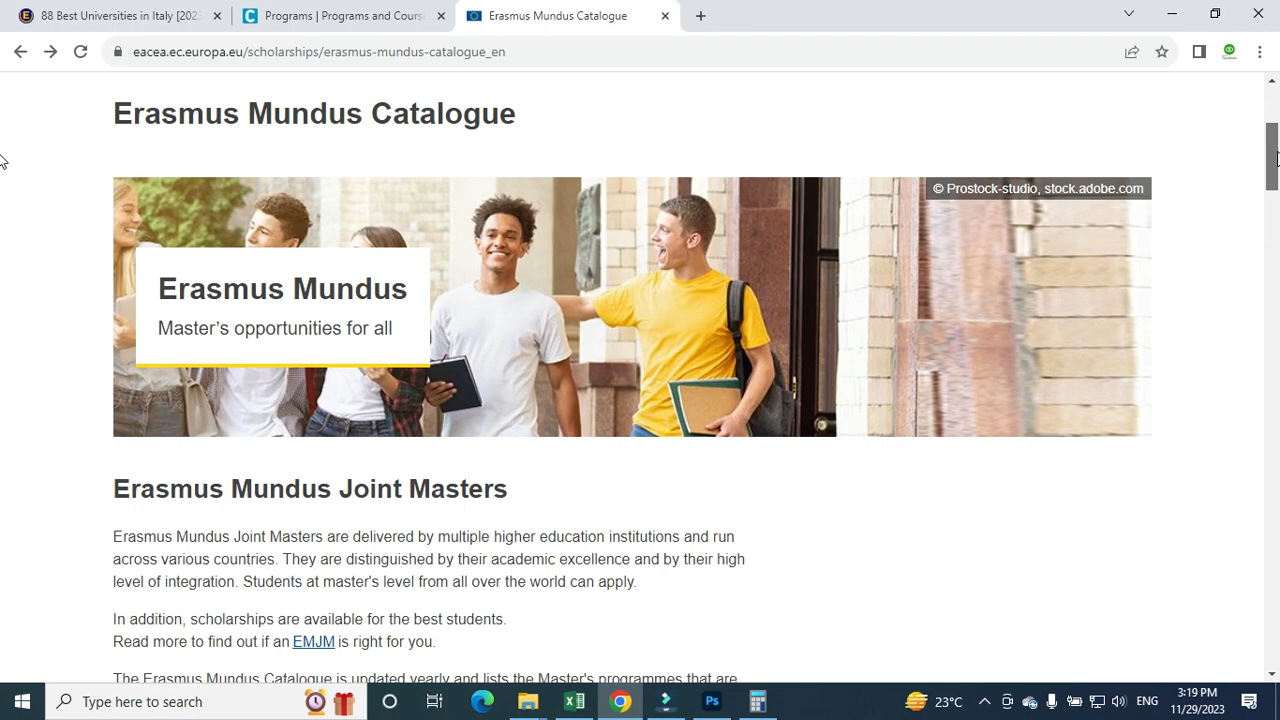 88 Best Universities in Italy [2023
Programs | Programs and Course
Erasmus Mundus Catalogue
eacea.ec.europa.eu/scholarships/erasmus-mundus-catalogue_en
Erasmus Mundus Catalogue
© Prostock-studio, stock.adobe.com
Erasmus Mundus
Master's opportunities for all
Erasmus Mundus Joint Masters
Erasmus Mundus Joint Masters are delivered by multiple higher education institutions and run
across various countries. They are distinguished by their academic excellence and by their high
level of integration. Students at master's level from all over the world can apply.
In addition, scholarships are available for the best students.
Read more to find out if an EMJM is right for you.
The Erasmus Mundus Catalogue is updated yearly and lists the Master's programmes that are
Type here to search
Ps
23°C
ENG
3:19 PM
11/29/2023